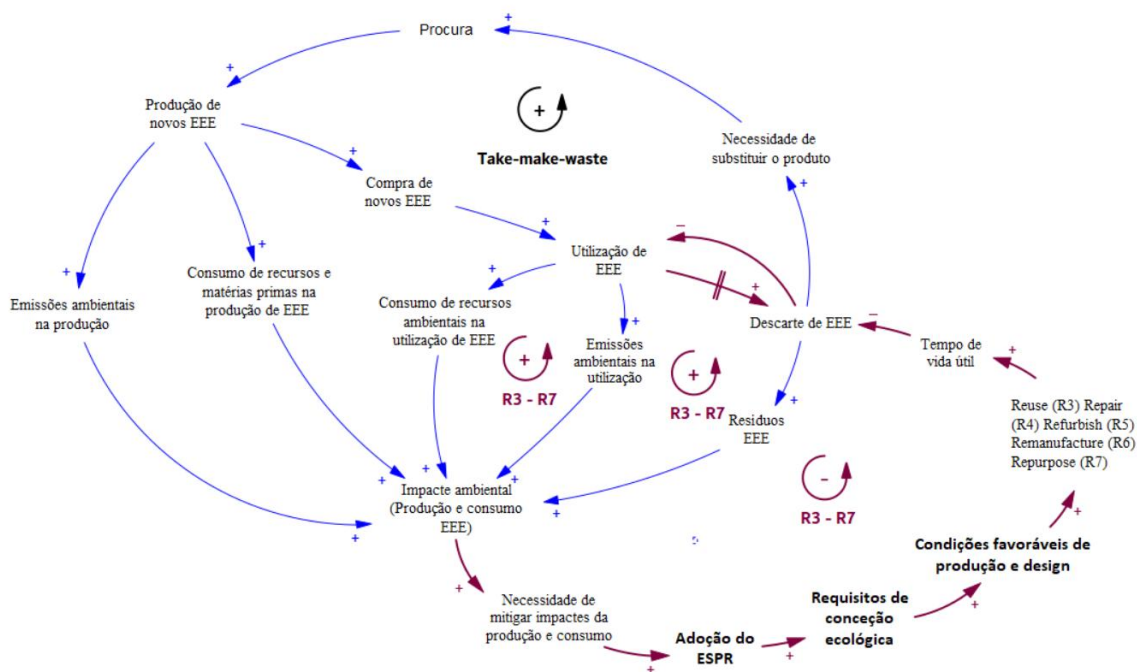 Procura
Produção de
novos EEE
Take-make-waste
Necessidade de
substituir o produto
Compra de
novos EEE
Utilização de
EEE
Emissões ambientais
na produção
Consumo de recursos e
matérias primas na
produção de EEE
Consumo de recursos
ambientais na
utilização de EEE
Emissões
ambientais na
utilização
Descarte de EEE
Tempo de
vida útil
R3 - R7
R3 - R7
Resíduos
EEE
Reuse (R3) Repair
(R4) Refurbish (R5)
Remanufacture (R6)
Repurpose (R7)
R3 - R7
Impacte ambiental
(Produção e consumo
EEE)
Condições favoráveis de
produção e design
Necessidade de
mitigar impactes da
produção e consumo
Adoção do
ESPR
Requisitos de
conceção
ecológica